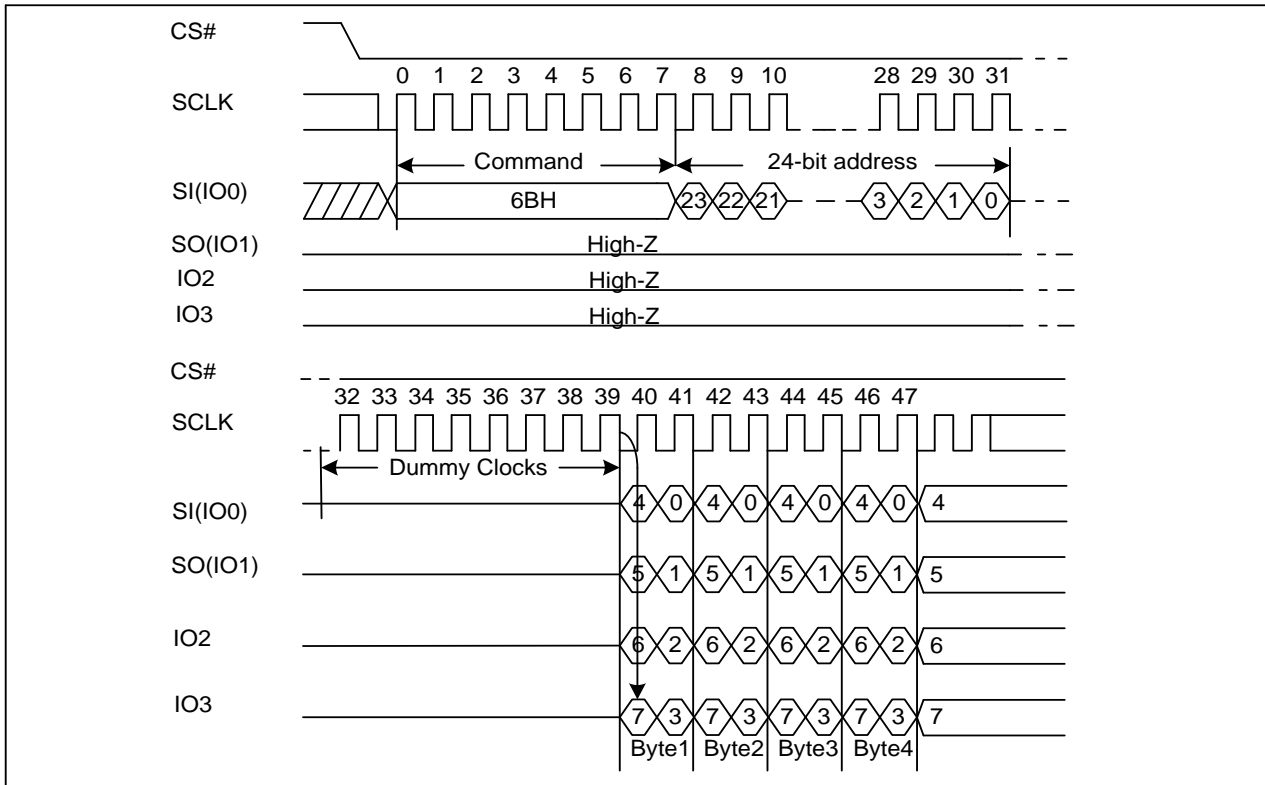 CS#
0 1 2 3 4 5 6 7 8 9 10 28 29 30 31
SCLK
Command 24-bit address
SI(IO0) 6BH 23 22 21 3 2 1 0
SO(IO1) High-Z
IO2 High-Z
IO3 High-Z
CS#
32 33 34 35 36 37 38 39 40 41 42 43 44 45 46 47
SCLK
Dummy Clocks
SI(IO0) 4 0 4 0 4 0 4 0 4
SO(IO1) 5 1 5 1 5 1 5 1 5
IO2 6 2 6 2 6 2 6 2 6
IO3 7 3 7 3 7 3 7 3 7
Byte1 Byte2 Byte3 Byte4